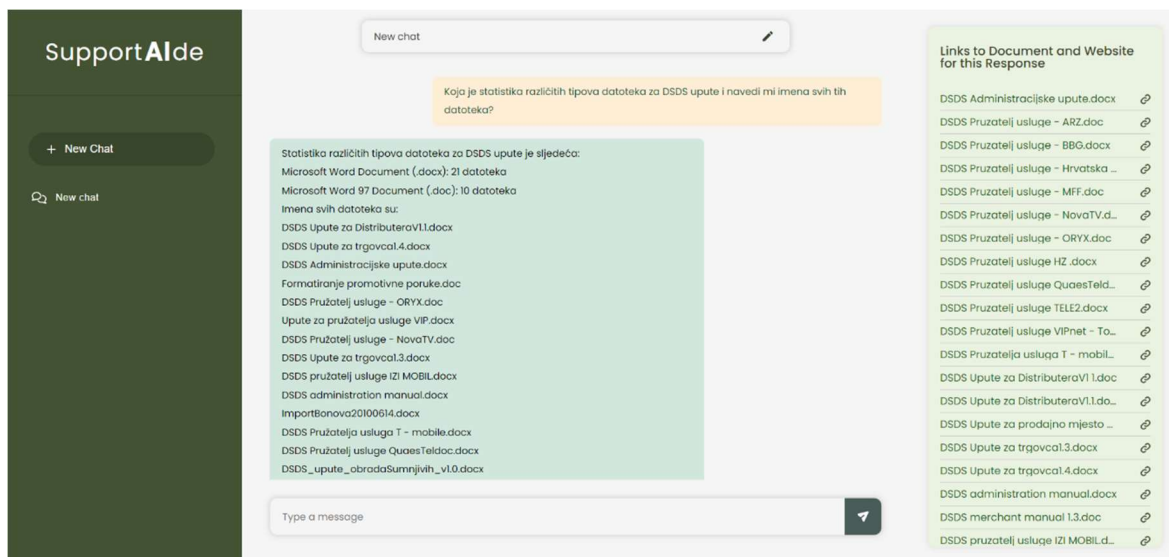 SupportAIde
+ New Chat
New chat
New chat
Koja je statistika različitih tipova datoteka za DSDS upute i navedi mi imena svih tih
datoteka?
Statistika različitih tipova datoteka za DSDS upute je sljedeća:
Microsoft Word Document (.docx): 21 datoteka
Microsoft Word 97 Document (.doc): 10 datoteka
Imena svih datoteka su:
DSDS Upute za DistributeraV1.1.docx
DSDS Upute za trgovca1.4.docx
DSDS Administracijske upute.docx
Formatiranje promotivne poruke.doc
DSDS Pružatelj usluge - ORYX.doc
Upute za pružatelja usluge VIP.docx
DSDS Pružatelj usluge - NovaTV.doc
DSDS Upute za trgovca1.3.docx
DSDS pružatelj usluge IZI MOBIL.docx
DSDS administration manual.docx
ImportBonova20100614.docx
DSDS Pružatelja usluga T - mobile.docx
DSDS Pružatelj usluge QuaesTeldoc.docx
DSDS_upute_obradaSumnjivih_v1.0.docx
Type a message
Links to Document and Website
for this Response
DSDS Administracijske upute.docx
DSDS Pruzatelj usluge - ARZ.doc
DSDS Pruzatelj usluge - BBG.docx
DSDS Pruzatelj usluge - Hrvatska ...
DSDS Pruzatelj usluge - MFF.doc
DSDS Pruzatelj usluge - NovaTV.d...
DSDS Pruzatelj usluge - ORYX.doc
DSDS Pruzatelj usluge HZ .docx
DSDS Pruzatelj usluge QuaesTeld...
DSDS Pruzatelj usluge TELE2.docx
DSDS Pruzatelj usluge VIPnet - To...
DSDS Pruzatelja usluga T - mobil...
DSDS Upute za DistributeraV1 1.doc
DSDS Upute za DistributeraV1.1.do...
DSDS Upute za prodajno mjesto ...
DSDS Upute za trgovca1.3.docx
DSDS Upute za trgovca1.4.docx
DSDS administration manual.docx
DSDS merchant manual 1.3.doc
DSDS pruzatelj usluge IZI MOBIL.d...